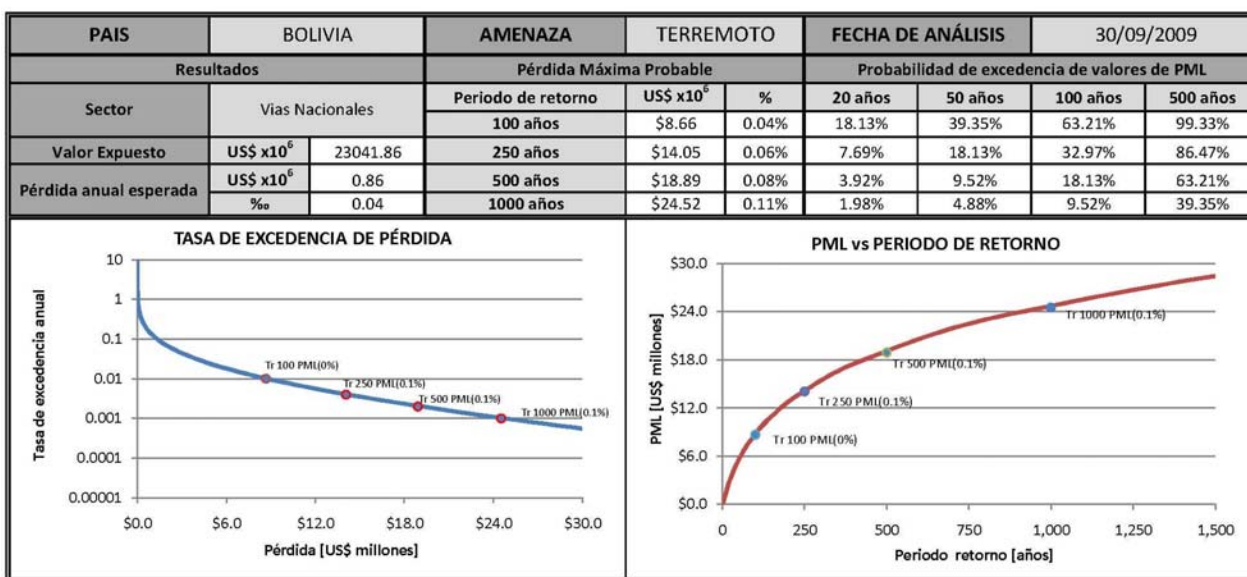 PAIS BOLIVIA AMENAZA TERREMOTO FECHA DE ANÁLISIS 30/09/2009
Resultados Pérdida Máxima Probable Probabilidad de excedencia de valores de PML
Sector Vias Nacionales Periodo de retorno US$ x10⁶ % 20 años 50 años 100 años 500 años
100 años $8.66 0.04% 18.13% 39.35% 63.21% 99.33%
Valor Expuesto US$ x10⁶ 23041.86 250 años $14.05 0.06% 7.69% 18.13% 32.97% 86.47%
Pérdida anual esperada US$ x10⁶ 0.86 500 años $18.89 0.08% 3.92% 9.52% 18.13% 63.21%
‰ 0.04 1000 años $24.52 0.11% 1.98% 4.88% 9.52% 39.35%
TASA DE EXCEDENCIA DE PÉRDIDA
Tasa de excedencia anual
10
1
0.1
0.01
0.001
0.0001
0.00001
Tr 100 PML(0%)
Tr 250 PML(0.1%)
Tr 500 PML(0.1%)
Tr 1000 PML(0.1%)
$0.0 $6.0 $12.0 $18.0 $24.0 $30.0
Pérdida [US$ millones]
PML vs PERIODO DE RETORNO
PML [US$ millones]
$30.0
$24.0
$18.0
$12.0
$6.0
$0.0
Tr 1000 PML(0.1%)
Tr 500 PML(0.1%)
Tr 250 PML(0.1%)
Tr 100 PML(0%)
0 250 500 750 1,000 1,250 1,500
Periodo retorno [años]